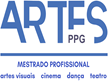 ARTES
PPG
MESTRADO PROFISSIONAL
artes visuais cinema dança teatro